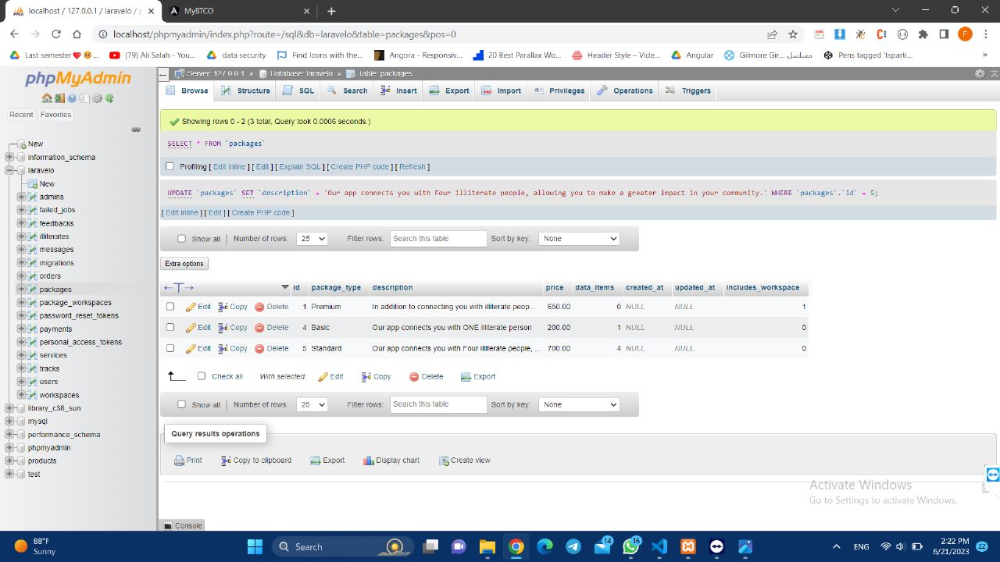 localhost / 127.0.0.1 / laravelo / p
MyBTCO
localhost/phpmyadmin/index.php?route=/sql&db=laravelo&table=packages&pos=0
F
Last semester
(79) Ali Salah - You...
data security
Find Icons with the...
Angora - Responsiv...
20 Best Parallax Wo...
Header Style – Vide...
Angular
Gilmore Gir... مسلسل
Pens tagged 'tsparti...
phpMyAdmin
Recent Favorites
New
information_schema
laravelo
New
admins
failed_jobs
feedbacks
illiterates
messages
migrations
orders
packages
package_workspaces
password_reset_tokens
payments
personal_access_tokens
services
tracks
users
workspaces
library_c38_sun
mysql
performance_schema
phpmyadmin
products
test
Server: 127.0.0.1 » Database: laravelo » Table: packages
Browse Structure SQL Search Insert Export Import Privileges Operations Triggers
Showing rows 0 - 2 (3 total, Query took 0.0006 seconds.)
SELECT * FROM `packages`
Profiling [ Edit inline ] [ Edit ] [ Explain SQL ] [ Create PHP code ] [ Refresh ]
UPDATE `packages` SET `description` = 'Our app connects you with Four illiterate people, allowing you to make a greater impact in your community.' WHERE `packages`.`id` = 5;
[ Edit inline ] [ Edit ] [ Create PHP code ]
Show all Number of rows: 25 Filter rows: Search this table Sort by key: None
Extra options
id package_type description price data_items created_at updated_at includes_workspace
Edit Copy Delete 1 Premium In addition to connecting you with illiterate peop... 650.00 0 NULL NULL 1
Edit Copy Delete 4 Basic Our app connects you with ONE illiterate person 200.00 1 NULL NULL 0
Edit Copy Delete 5 Standard Our app connects you with Four illiterate people, ... 700.00 4 NULL NULL 0
Check all With selected: Edit Copy Delete Export
Show all Number of rows: 25 Filter rows: Search this table Sort by key: None
Query results operations
Print Copy to clipboard Export Display chart Create view
Activate Windows
Go to Settings to activate Windows.
Console
88°F
Sunny
Search
14
16
ENG
2:22 PM
6/21/2023
22